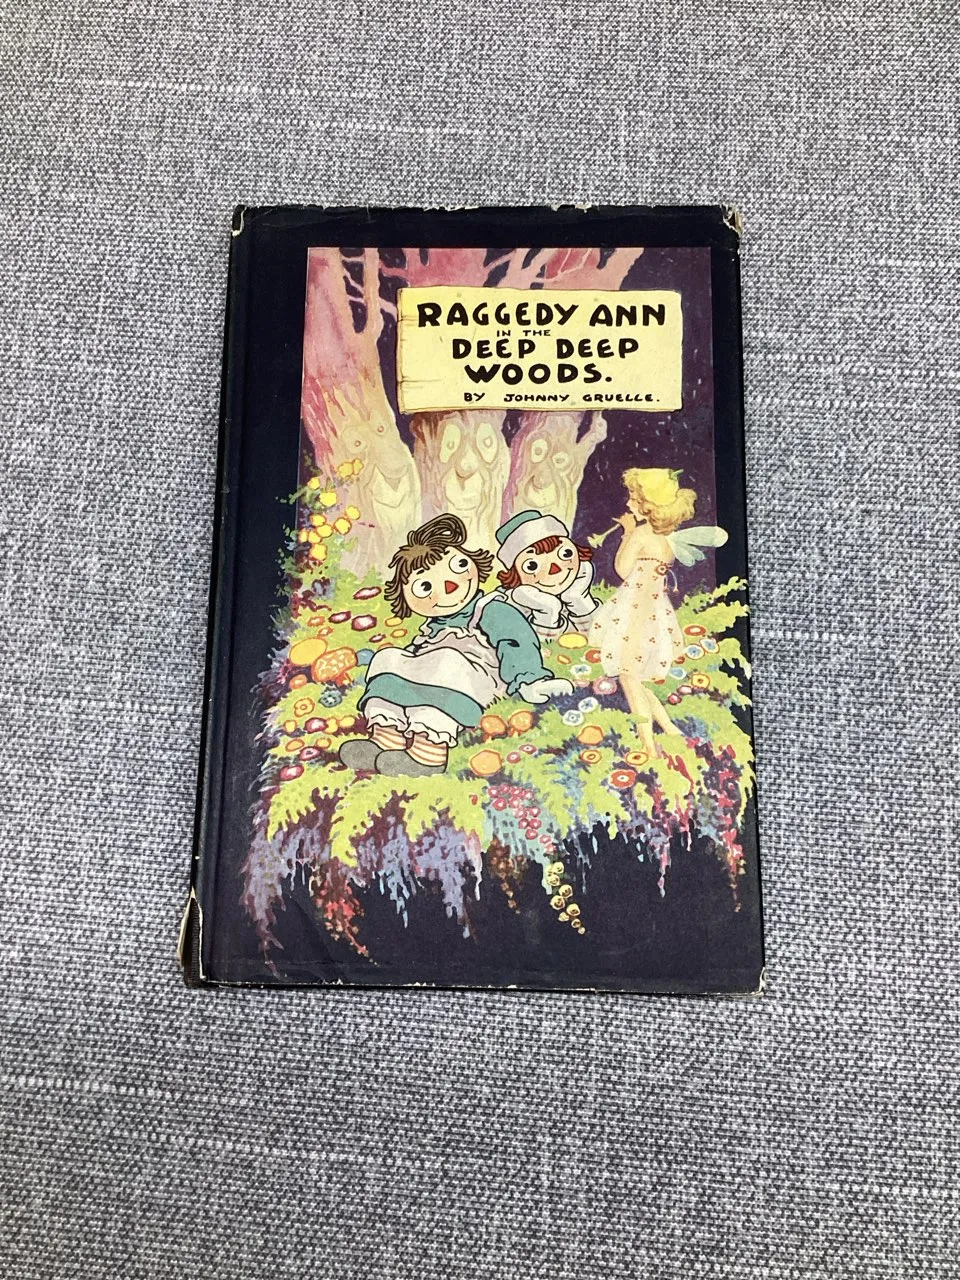 RAGGEDY ANN
IN THE
DEEP DEEP
WOODS.
BY JOHNNY GRUELLE.